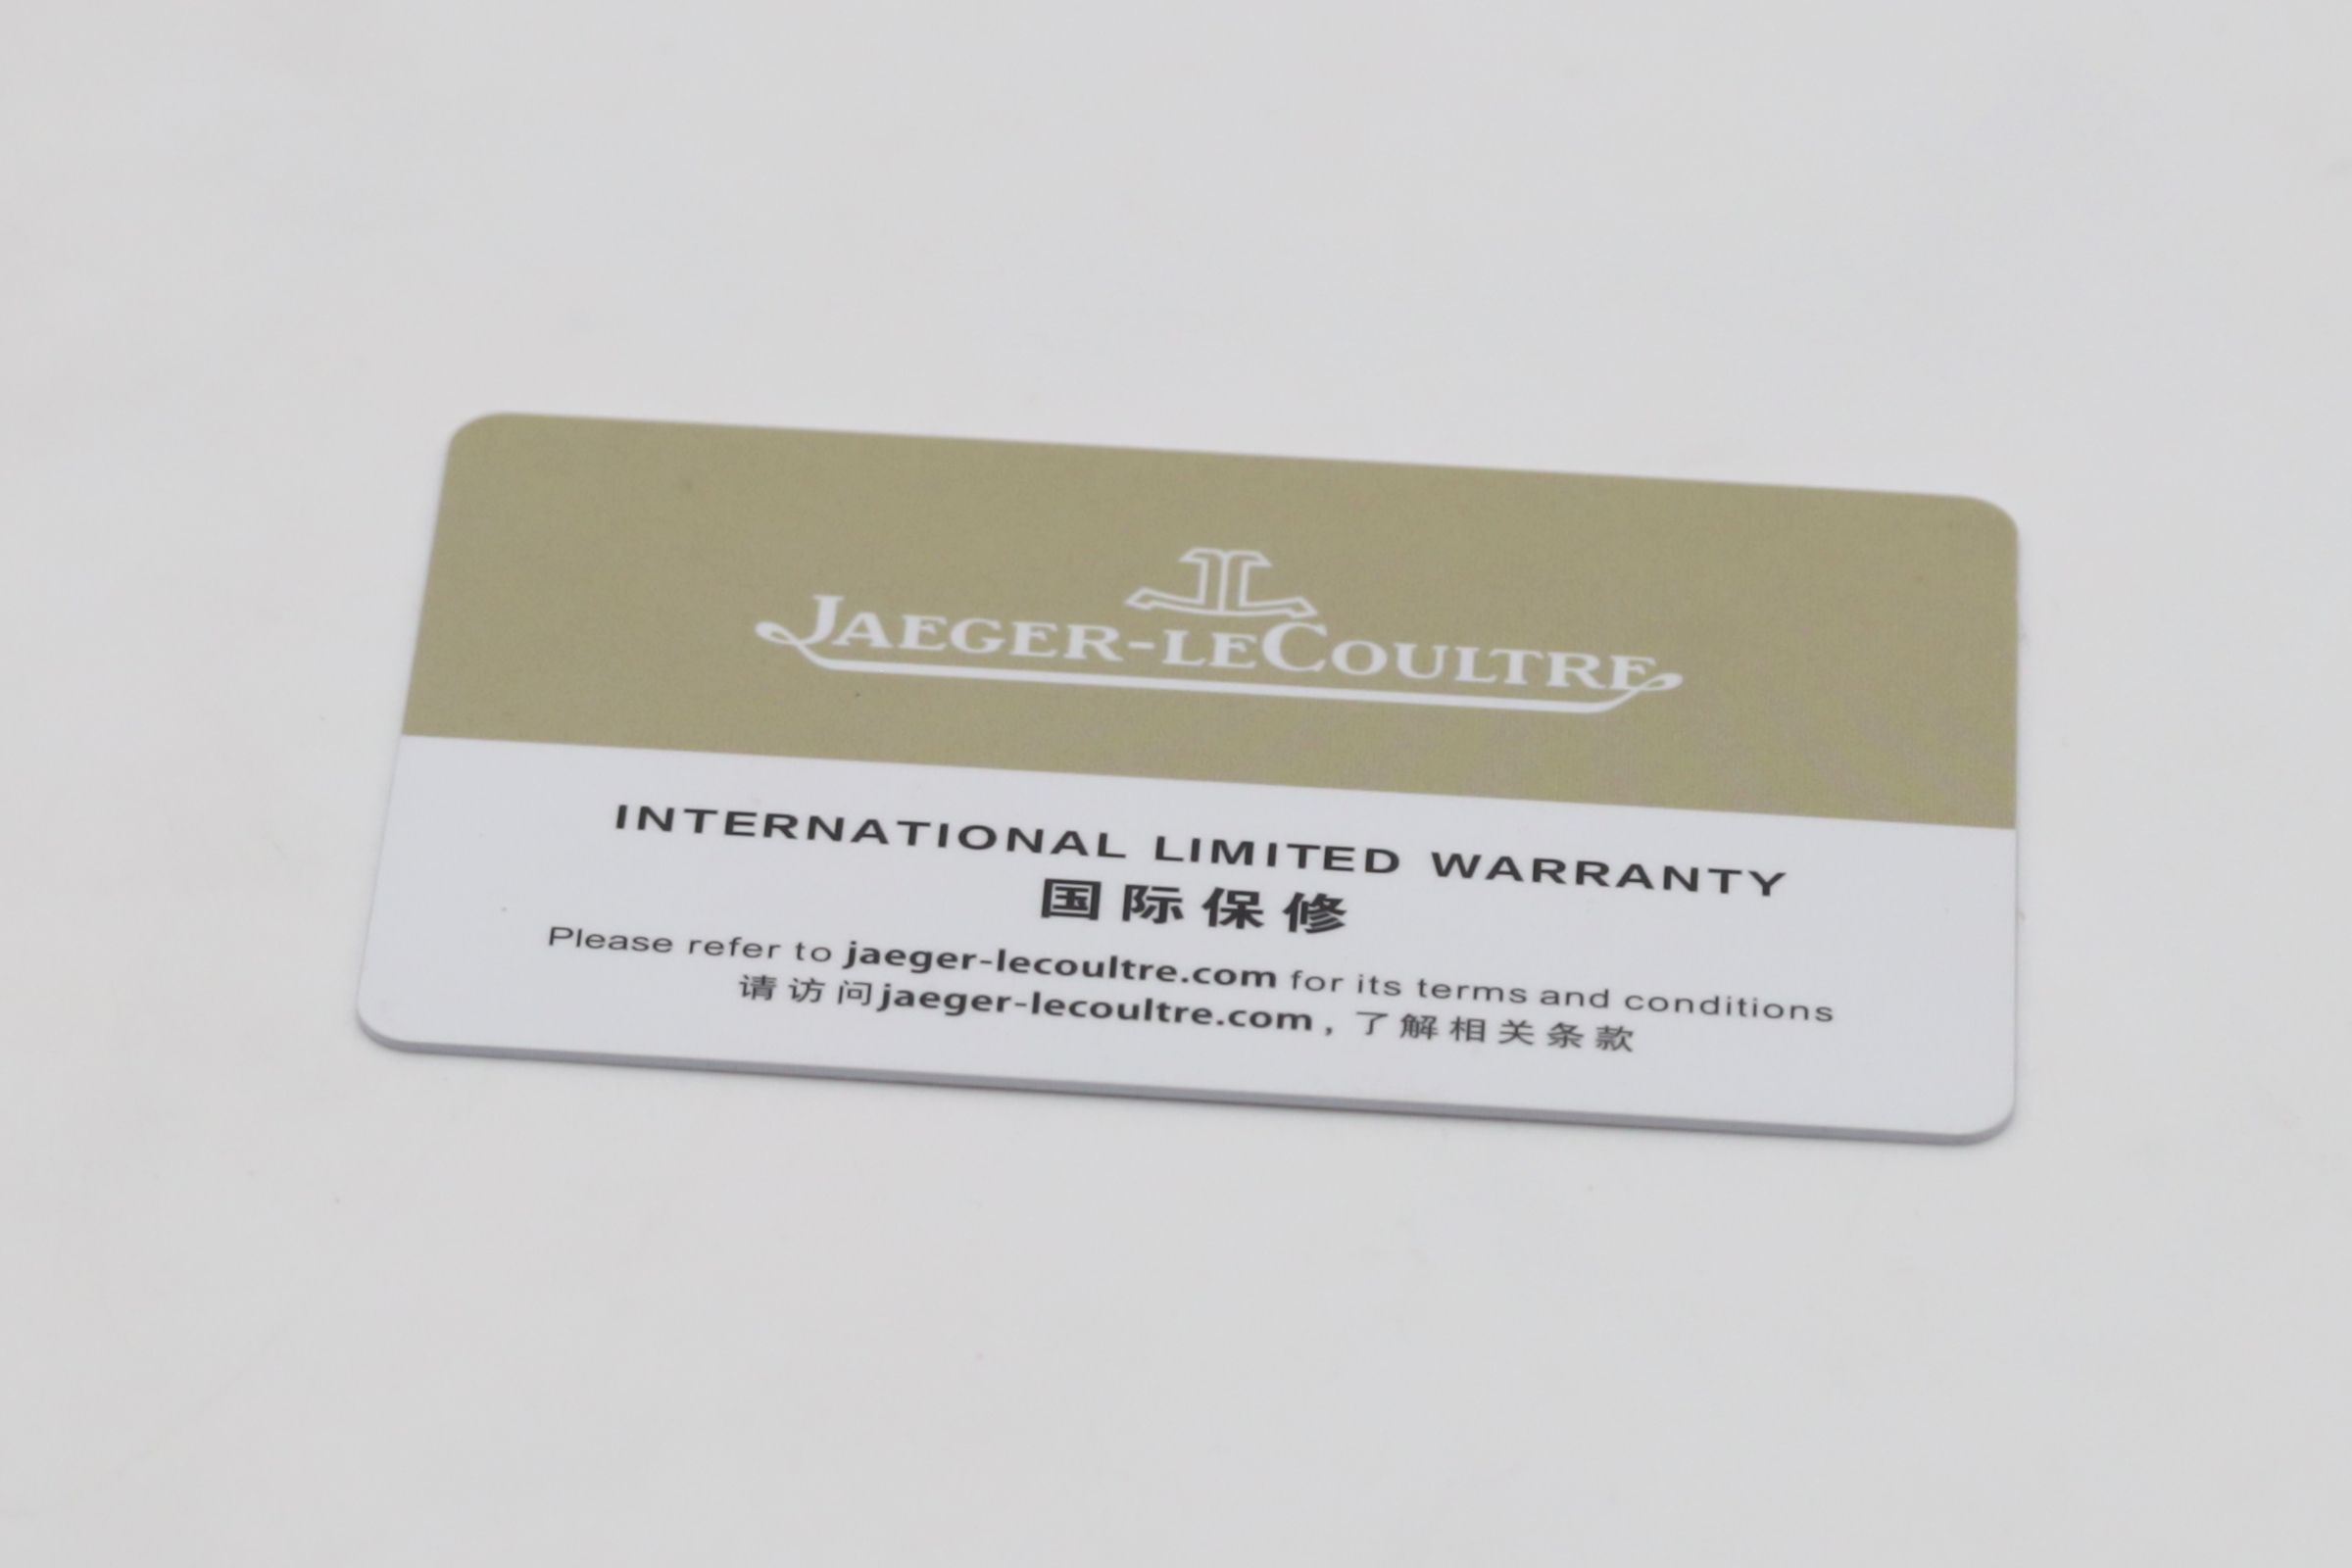 JAEGER-LECOULTRE
INTERNATIONAL LIMITED WARRANTY
国际保修
Please refer to jaeger-lecoultre.com for its terms and conditions
请访问jaeger-lecoultre.com，了解相关条款